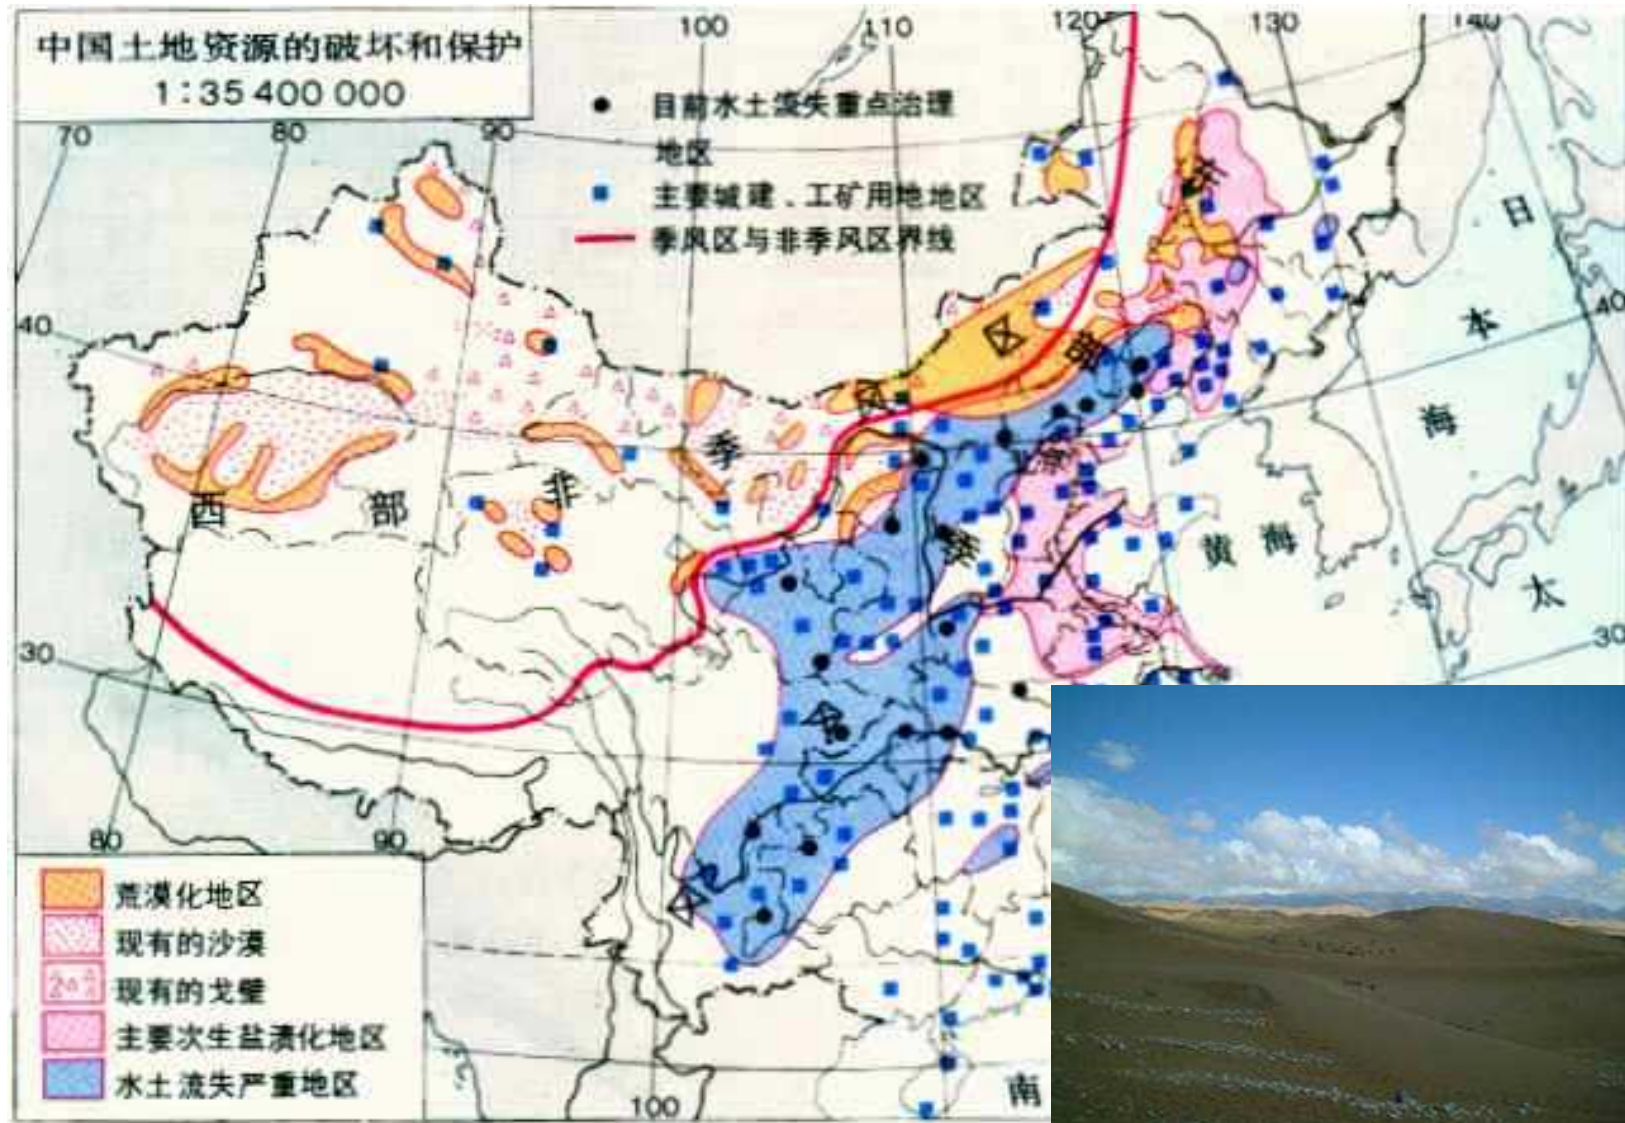 中国土地资源的破坏和保护
1:35 400 000
100
110
120
130
140
70
80
90
目前水土流失重点治理
地区
主要城建、工矿用地地区
季风区与非季风区界线
日
本
海
40
40
区
风
部
东
季
非
部
西
季
京
黄海
太
30
30
80
90
区
荒漠化地区
现有的沙漠
现有的戈壁
主要次生盐渍化地区
水土流失严重地区
100
南